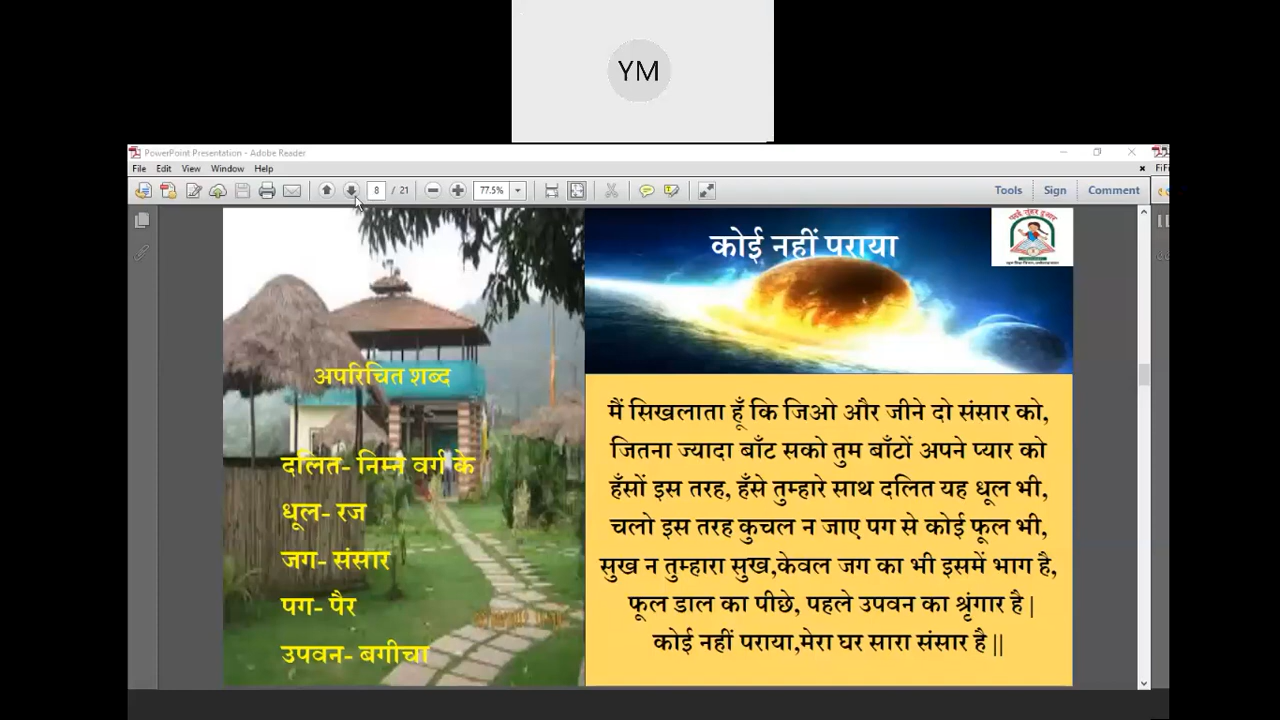 YM
PowerPoint Presentation - Adobe Reader
File Edit View Window Help
8 / 21 77.5% Tools Sign Comment
कोई नहीं पराया
अपरिचित शब्द
दलित- निम्न वर्ग के
धूल- रज
जग- संसार
पग- पैर
उपवन- बगीचा
मैं सिखलाता हूँ कि जिओ और जीने दो संसार को,
जितना ज्यादा बाँट सको तुम बाँटों अपने प्यार को
हँसों इस तरह, हँसे तुम्हारे साथ दलित यह धूल भी,
चलो इस तरह कुचल न जाए पग से कोई फूल भी,
सुख न तुम्हारा सुख,केवल जग का भी इसमें भाग है,
फूल डाल का पीछे, पहले उपवन का श्रृंगार है |
कोई नहीं पराया,मेरा घर सारा संसार है ||